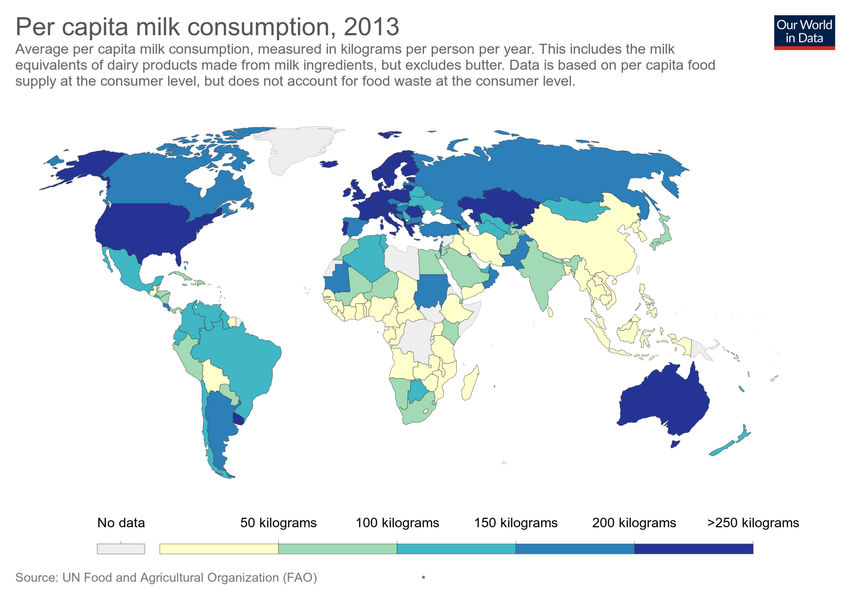 Per capita milk consumption, 2013
Our World
in Data
Average per capita milk consumption, measured in kilograms per person per year. This includes the milk
equivalents of dairy products made from milk ingredients, but excludes butter. Data is based on per capita food
supply at the consumer level, but does not account for food waste at the consumer level.
No data
50 kilograms
100 kilograms
150 kilograms
200 kilograms
>250 kilograms
Source: UN Food and Agricultural Organization (FAO)
•